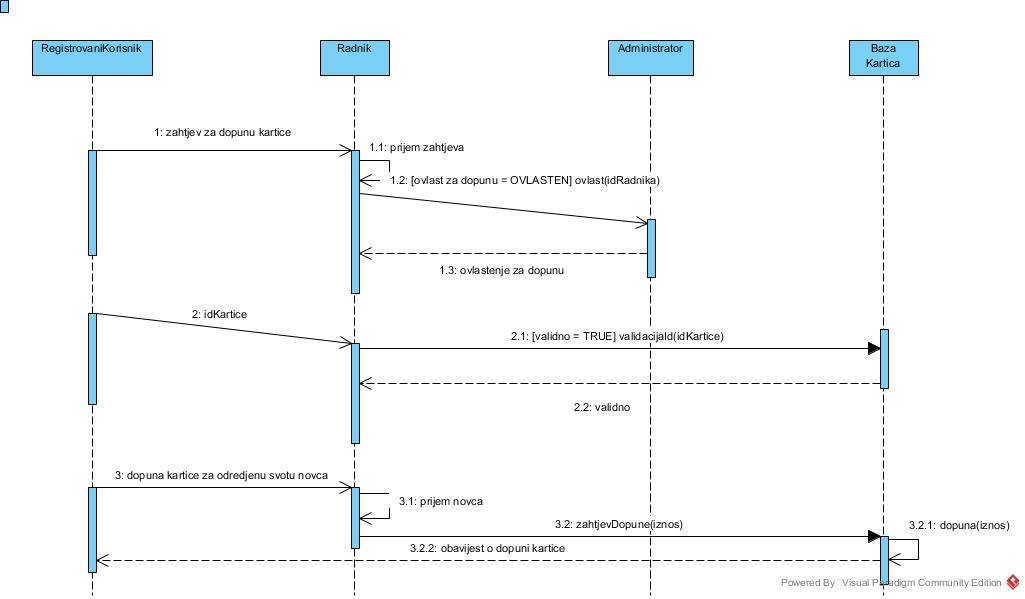 RegistrovaniKorisnik
Radnik
Administrator
Baza
Kartica
1: zahtjev za dopunu kartice
1.1: prijem zahtjeva
1.2: [ovlast za dopunu = OVLASTEN] ovlast(idRadnika)
1.3: ovlastenje za dopunu
2: idKartice
2.1: [validno = TRUE] validacijaId(idKartice)
2.2: validno
3: dopuna kartice za odredjenu svotu novca
3.1: prijem novca
3.2: zahtjevDopune(iznos)
3.2.1: dopuna(iznos)
3.2.2: obavijest o dopuni kartice
Powered By Visual Paradigm Community Edition